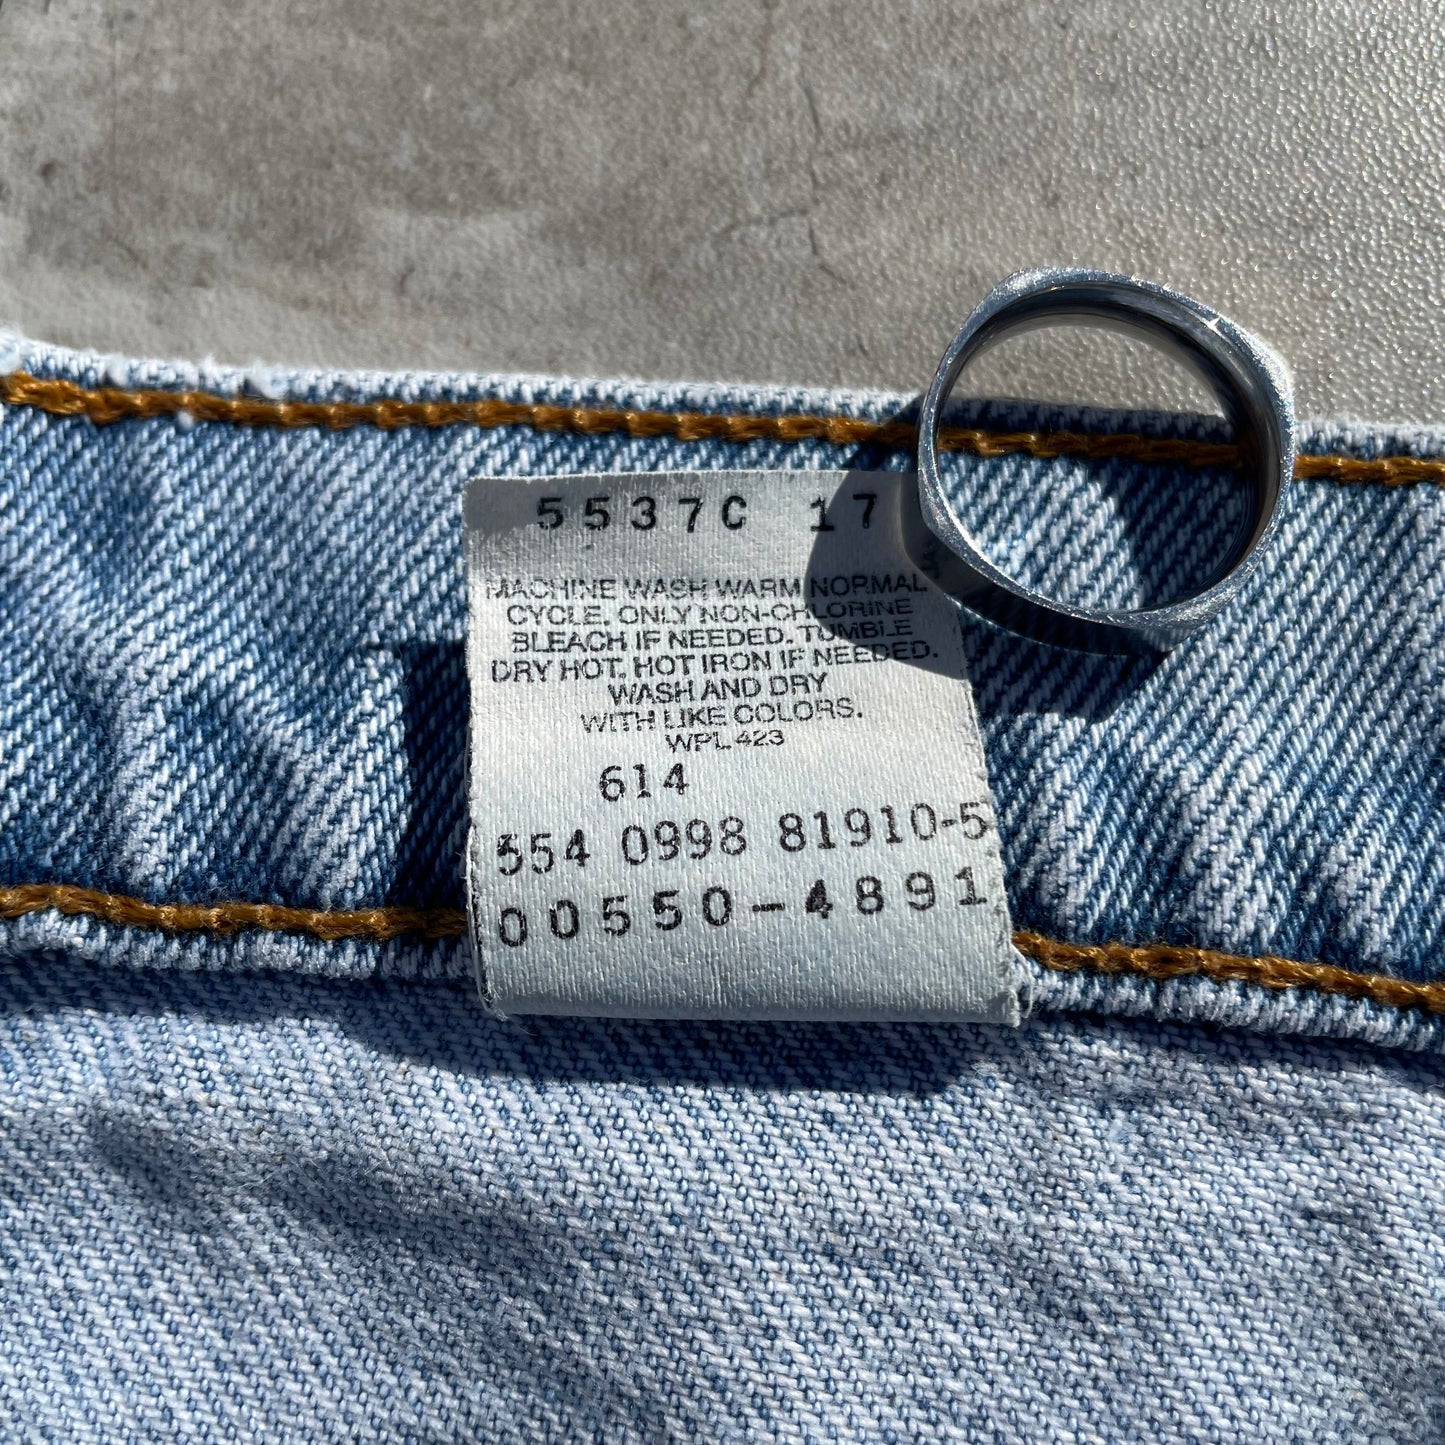 5537C 17
MACHINE WASH WARM NORMAL
CYCLE. ONLY NON-CHLORINE
BLEACH IF NEEDED. TUMBLE
DRY HOT. HOT IRON IF NEEDED.
WASH AND DRY
WITH LIKE COLORS.
WPL 423
614
554 0998 81910-5
00550-4891